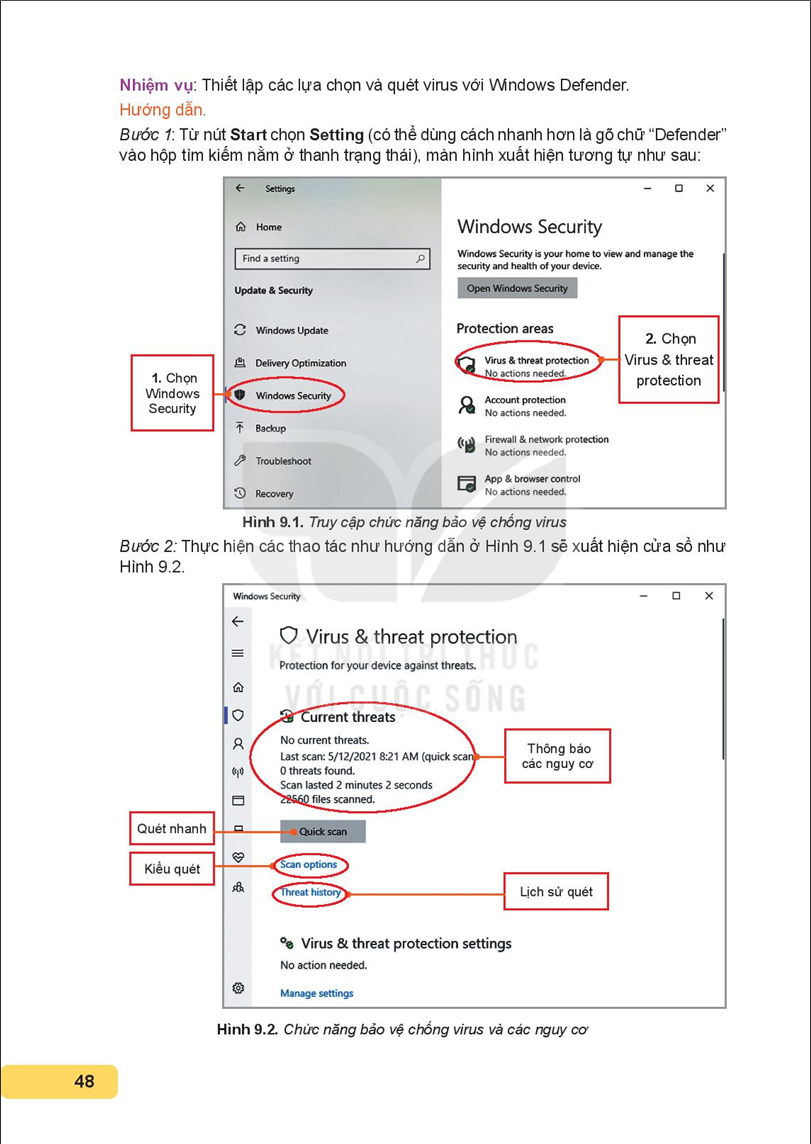 Nhiệm vụ: Thiết lập các lựa chọn và quét virus với Windows Defender.
Hướng dẫn.
Bước 1: Từ nút Start chọn Setting (có thể dùng cách nhanh hơn là gõ chữ “Defender”
vào hộp tìm kiếm nằm ở thanh trạng thái), màn hình xuất hiện tương tự như sau:
Settings
Home
Find a setting
Update & Security
Windows Update
Delivery Optimization
Windows Security
Backup
Troubleshoot
Recovery
1. Chọn
Windows
Security
Windows Security
Windows Security is your home to view and manage the
security and health of your device.
Open Windows Security
Protection areas
Virus & threat protection
No actions needed.
Account protection
No actions needed.
Firewall & network protection
No actions needed.
App & browser control
No actions needed.
2. Chọn
Virus & threat
protection
Hình 9.1. Truy cập chức năng bảo vệ chống virus
Bước 2: Thực hiện các thao tác như hướng dẫn ở Hình 9.1 sẽ xuất hiện cửa sổ như
Hình 9.2.
Windows Security
Virus & threat protection
KẾT NỐI TRI THỨC
Protection for your device against threats.
VỚI CUỘC SỐNG
Current threats
No current threats.
Last scan: 5/12/2021 8:21 AM (quick scan
0 threats found.
Scan lasted 2 minutes 2 seconds
22560 files scanned.
Thông báo
các nguy cơ
Quét nhanh
Quick scan
Kiểu quét
Scan options
Threat history
Lịch sử quét
Virus & threat protection settings
No action needed.
Manage settings
Hình 9.2. Chức năng bảo vệ chống virus và các nguy cơ
48